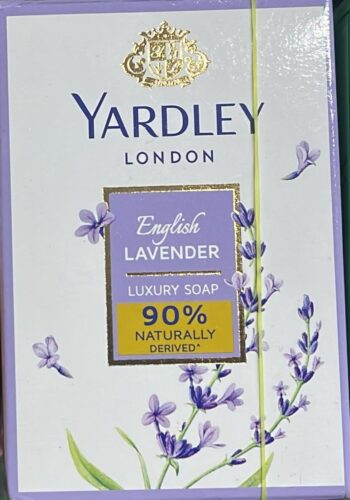 YARDLEY
LONDON
English
LAVENDER
LUXURY SOAP
90%
NATURALLY
DERIVED^